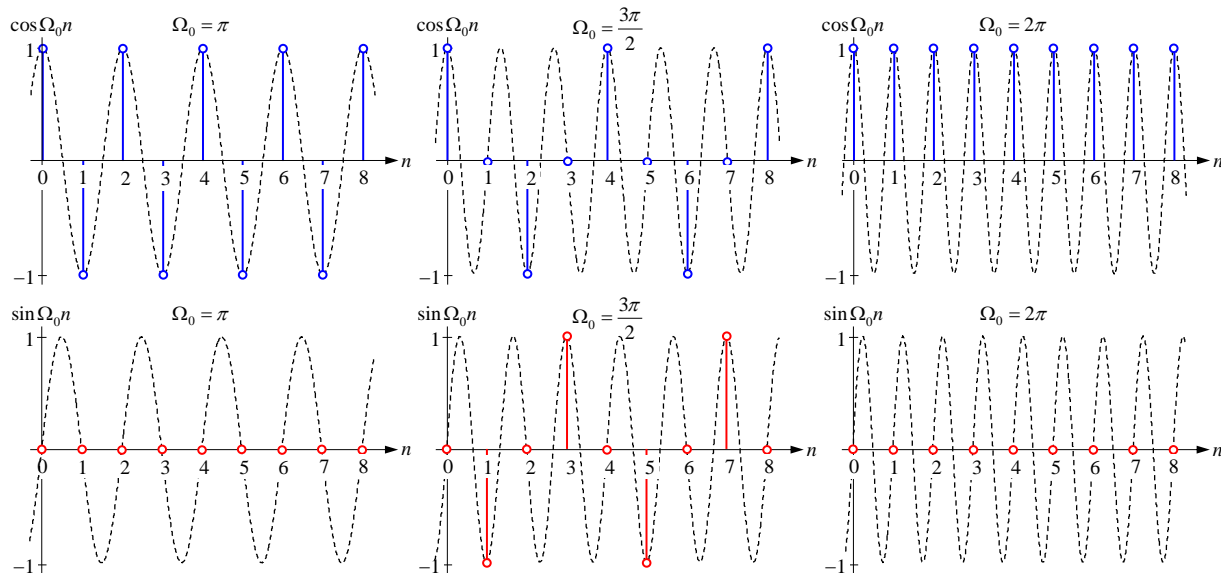 cos Ω₀n Ω₀ = π
1
0 1 2 3 4 5 6 7 8 n
−1
cos Ω₀n Ω₀ = 3π/2
1
0 1 2 3 4 5 6 7 8 n
−1
cos Ω₀n Ω₀ = 2π
1
0 1 2 3 4 5 6 7 8 n
−1
sin Ω₀n Ω₀ = π
1
0 1 2 3 4 5 6 7 8 n
−1
sin Ω₀n Ω₀ = 3π/2
1
0 1 2 3 4 5 6 7 8 n
−1
sin Ω₀n Ω₀ = 2π
1
0 1 2 3 4 5 6 7 8 n
−1